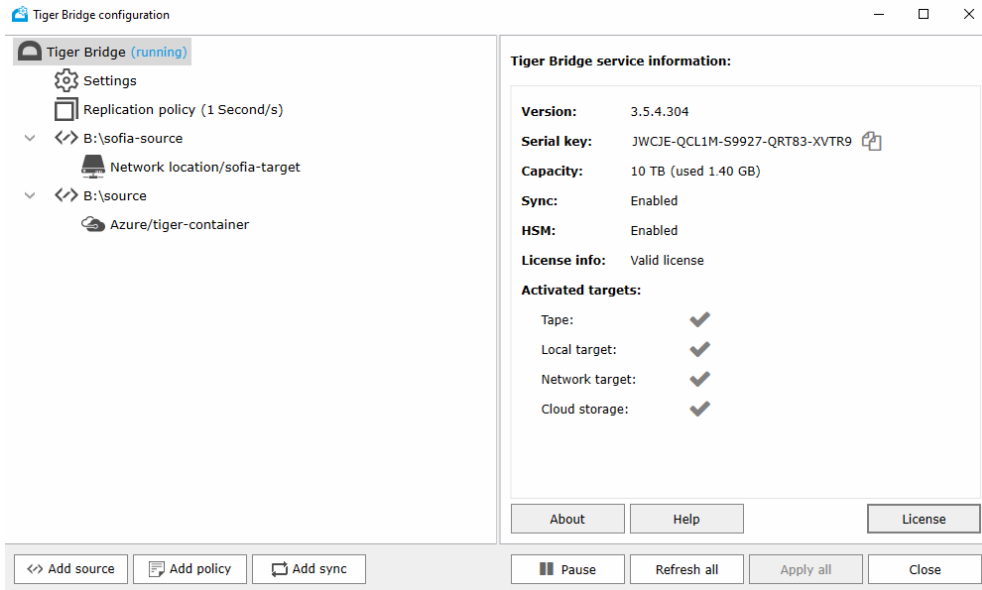 Tiger Bridge configuration
Tiger Bridge (running)
Settings
Replication policy (1 Second/s)
B:\sofia-source
Network location/sofia-target
B:\source
Azure/tiger-container
Tiger Bridge service information:
Version: 3.5.4.304
Serial key: JWCJE-QCL1M-S9927-QRT83-XVTR9
Capacity: 10 TB (used 1.40 GB)
Sync: Enabled
HSM: Enabled
License info: Valid license
Activated targets:
Tape:
Local target:
Network target:
Cloud storage:
About Help License
Add source Add policy Add sync Pause Refresh all Apply all Close